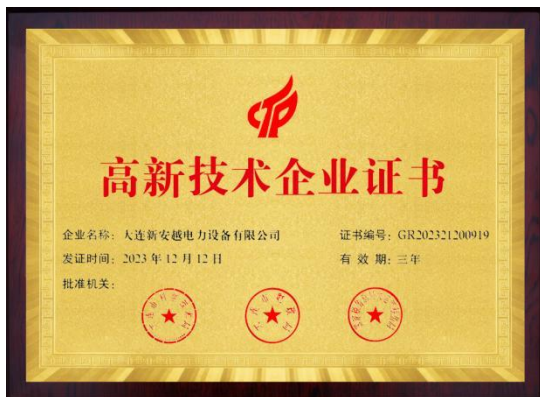 高新技术企业证书
企业名称：大连新安越电力设备有限公司
证书编号：GR202321200919
发证时间：2023年12月12日
有 效 期：三年
批准机关：